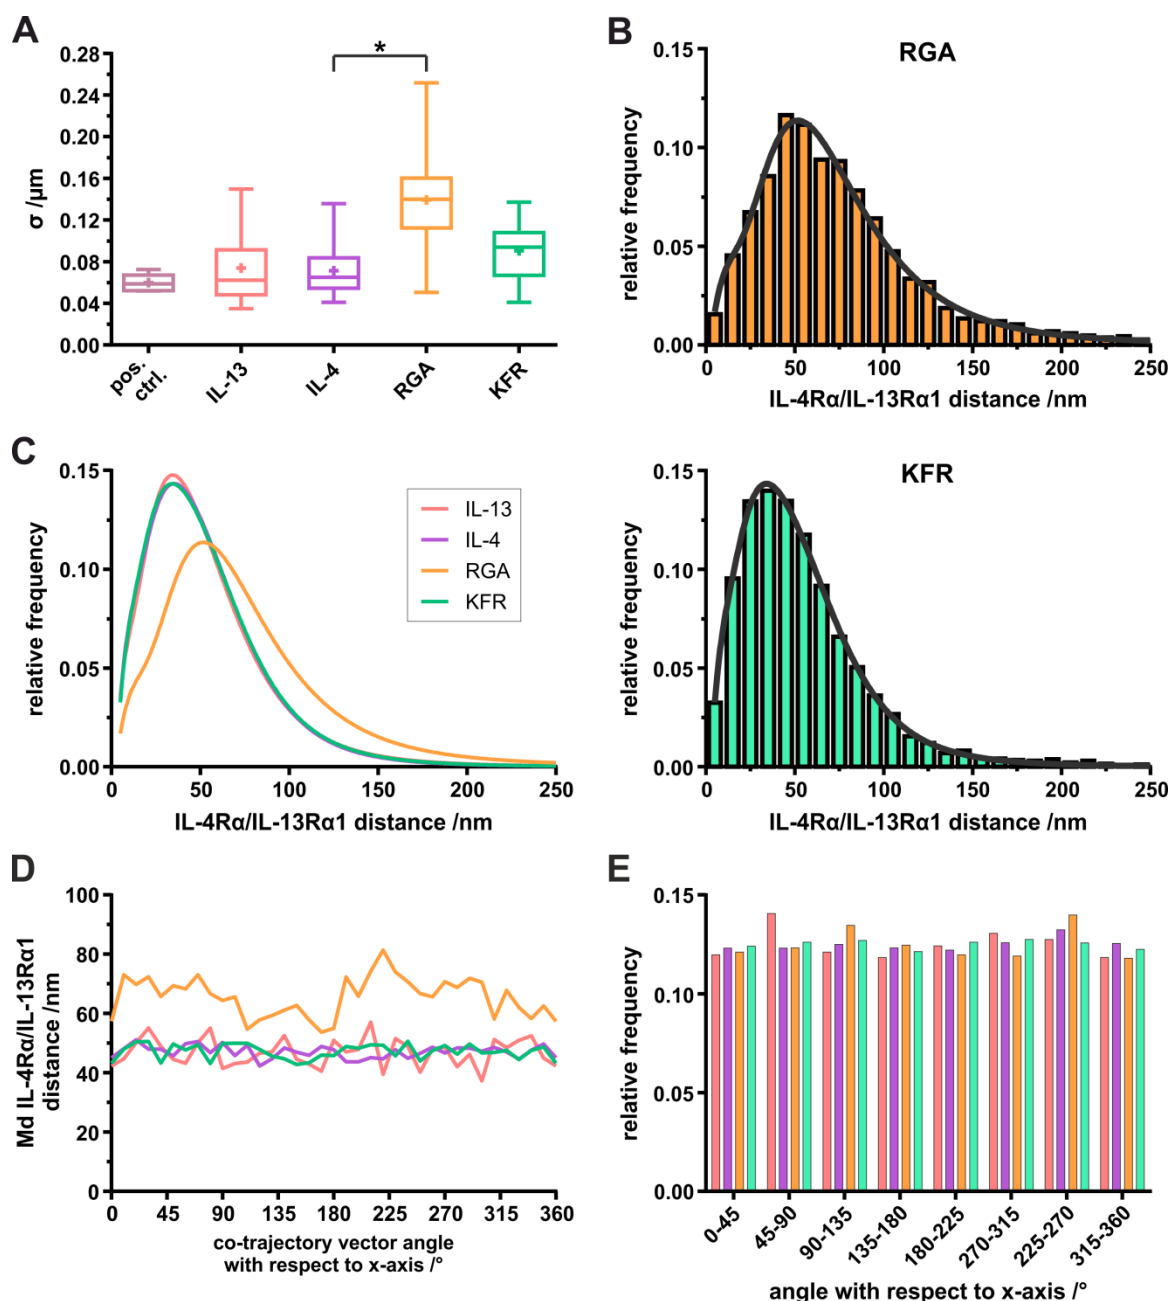 A
0.28
0.24
0.20
0.16
0.12
0.08
0.04
0.00
σ /µm
*
pos.
ctrl.
IL-13
IL-4
RGA
KFR
B
RGA
0.15
0.10
0.05
0.00
relative frequency
0 50 100 150 200 250
IL-4Rα/IL-13Rα1 distance /nm
C
0.15
0.10
0.05
0.00
relative frequency
IL-13
IL-4
RGA
KFR
0 50 100 150 200 250
IL-4Rα/IL-13Rα1 distance /nm
KFR
0.15
0.10
0.05
0.00
relative frequency
0 50 100 150 200 250
IL-4Rα/IL-13Rα1 distance /nm
D
100
80
60
40
20
0
Md IL-4Rα/IL-13Rα1
distance /nm
0 45 90 135 180 225 270 315 360
co-trajectory vector angle
with respect to x-axis /°
E
0.15
0.10
0.05
0.00
relative frequency
0-45
45-90
90-135
135-180
180-225
270-315
225-270
315-360
angle with respect to x-axis /°